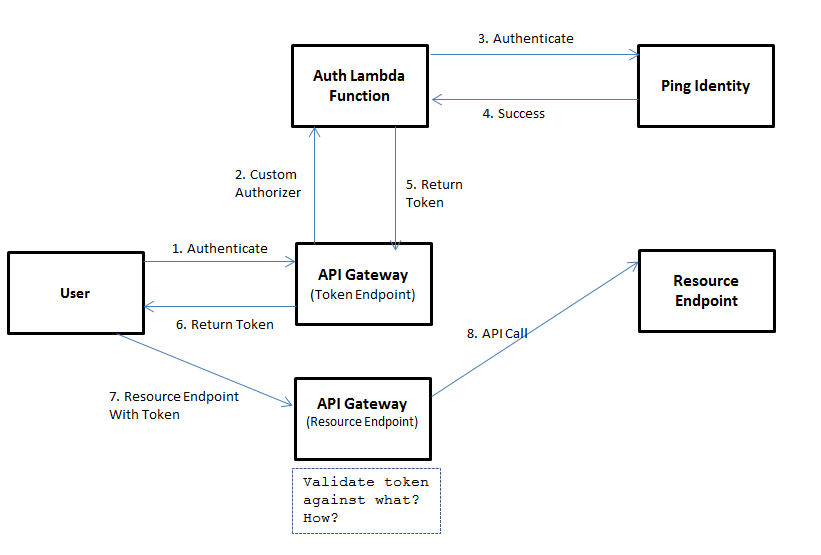 3. Authenticate
Auth Lambda
Function
Ping Identity
4. Success
2. Custom
Authorizer
5. Return
Token
1. Authenticate
User
API Gateway
(Token Endpoint)
Resource
Endpoint
6. Return Token
8. API Call
7. Resource Endpoint
With Token
API Gateway
(Resource Endpoint)
Validate token
against what?
How?